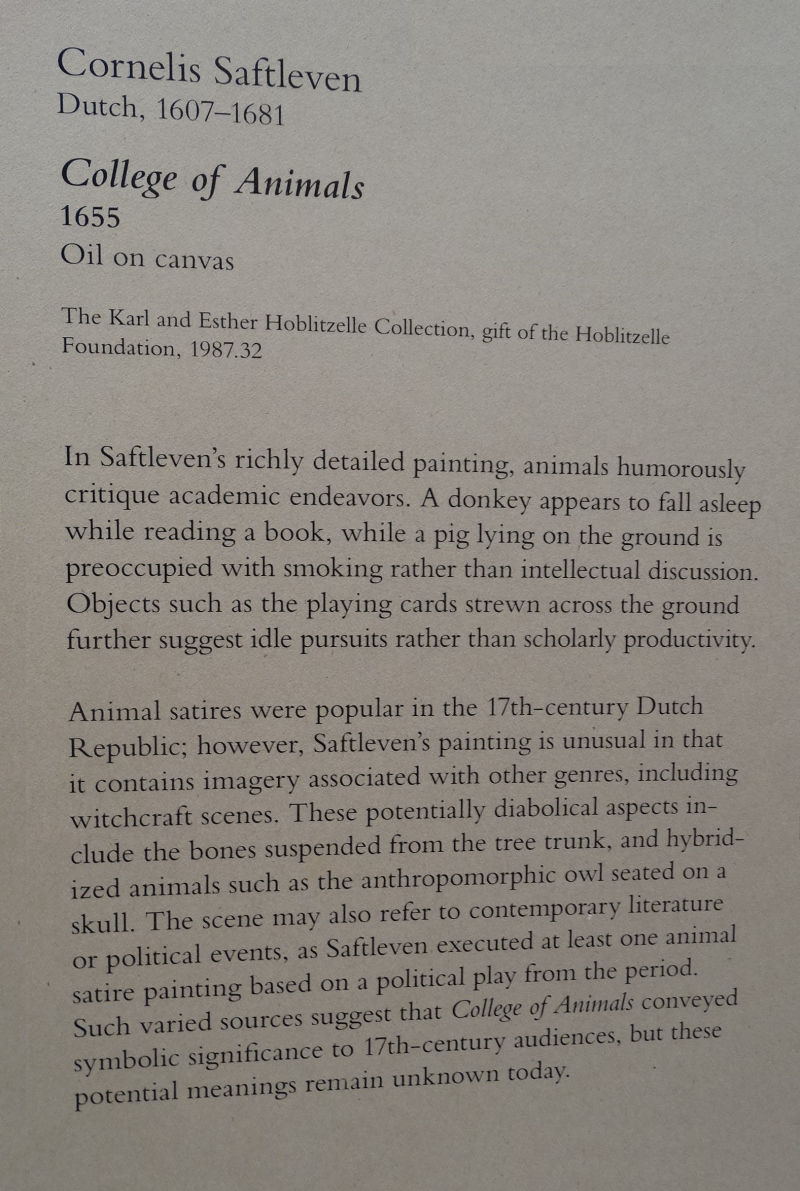 Cornelis Saftleven
Dutch, 1607–1681
College of Animals
1655
Oil on canvas
The Karl and Esther Hoblitzelle Collection, gift of the Hoblitzelle
Foundation, 1987.32
In Saftleven's richly detailed painting, animals humorously
critique academic endeavors. A donkey appears to fall asleep
while reading a book, while a pig lying on the ground is
preoccupied with smoking rather than intellectual discussion.
Objects such as the playing cards strewn across the ground
further suggest idle pursuits rather than scholarly productivity.
Animal satires were popular in the 17th-century Dutch
Republic; however, Saftleven's painting is unusual in that
it contains imagery associated with other genres, including
witchcraft scenes. These potentially diabolical aspects in-
clude the bones suspended from the tree trunk, and hybrid-
ized animals such as the anthropomorphic owl seated on a
skull. The scene may also refer to contemporary literature
or political events, as Saftleven executed at least one animal
satire painting based on a political play from the period.
Such varied sources suggest that College of Animals conveyed
symbolic significance to 17th-century audiences, but these
potential meanings remain unknown today.